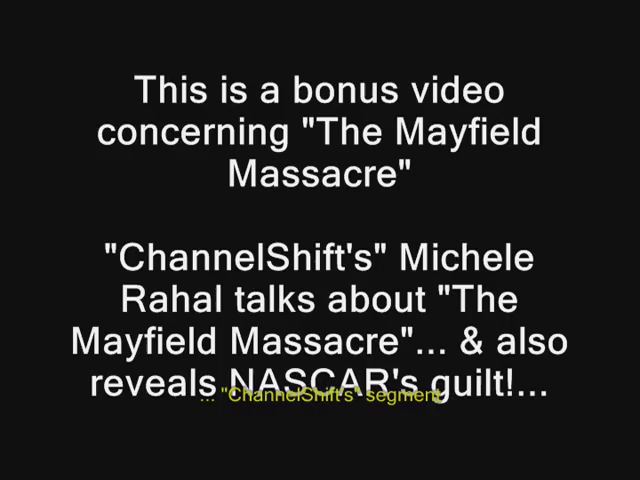 This is a bonus video
concerning "The Mayfield
Massacre"
"ChannelShift's" Michele
Rahal talks about "The
Mayfield Massacre"... & also
reveals NASCAR's guilt!...
... "ChannelShift's" segment